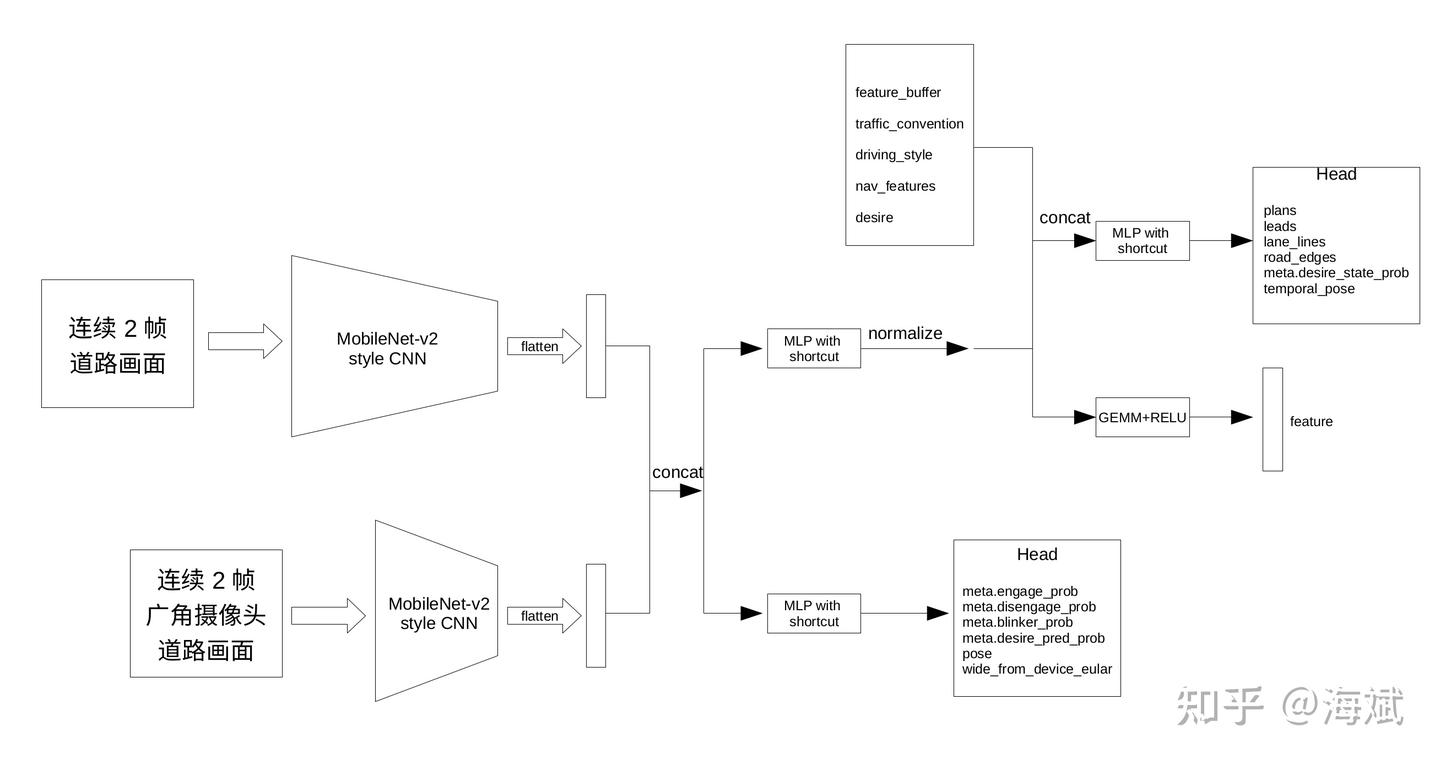 feature_buffer
traffic_convention
driving_style
nav_features
desire
concat
MLP with
shortcut
Head
plans
leads
lane_lines
road_edges
meta.desire_state_prob
temporal_pose
连续 2 帧
道路画面
MobileNet-v2
style CNN
flatten
MLP with
shortcut
normalize
GEMM+RELU
feature
concat
连续 2 帧
广角摄像头
道路画面
MobileNet-v2
style CNN
flatten
MLP with
shortcut
Head
meta.engage_prob
meta.disengage_prob
meta.blinker_prob
meta.desire_pred_prob
pose
wide_from_device_eular
知乎 @海斌